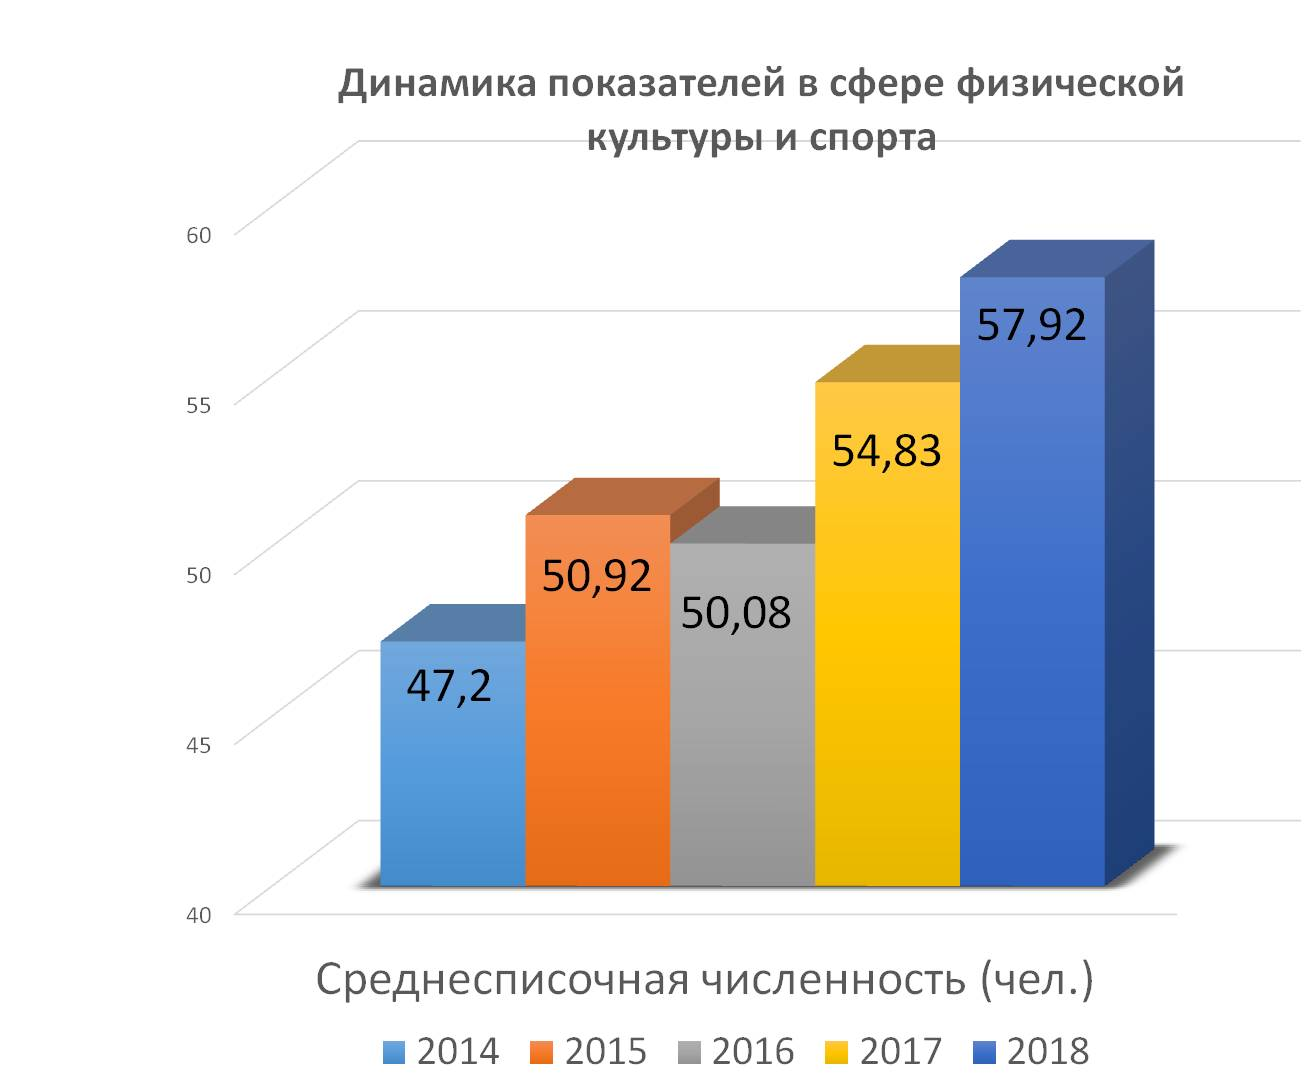 Динамика показателей в сфере физической
культуры и спорта
60
55
50
45
40
47,2
50,92
50,08
54,83
57,92
Среднесписочная численность (чел.)
2014 2015 2016 2017 2018